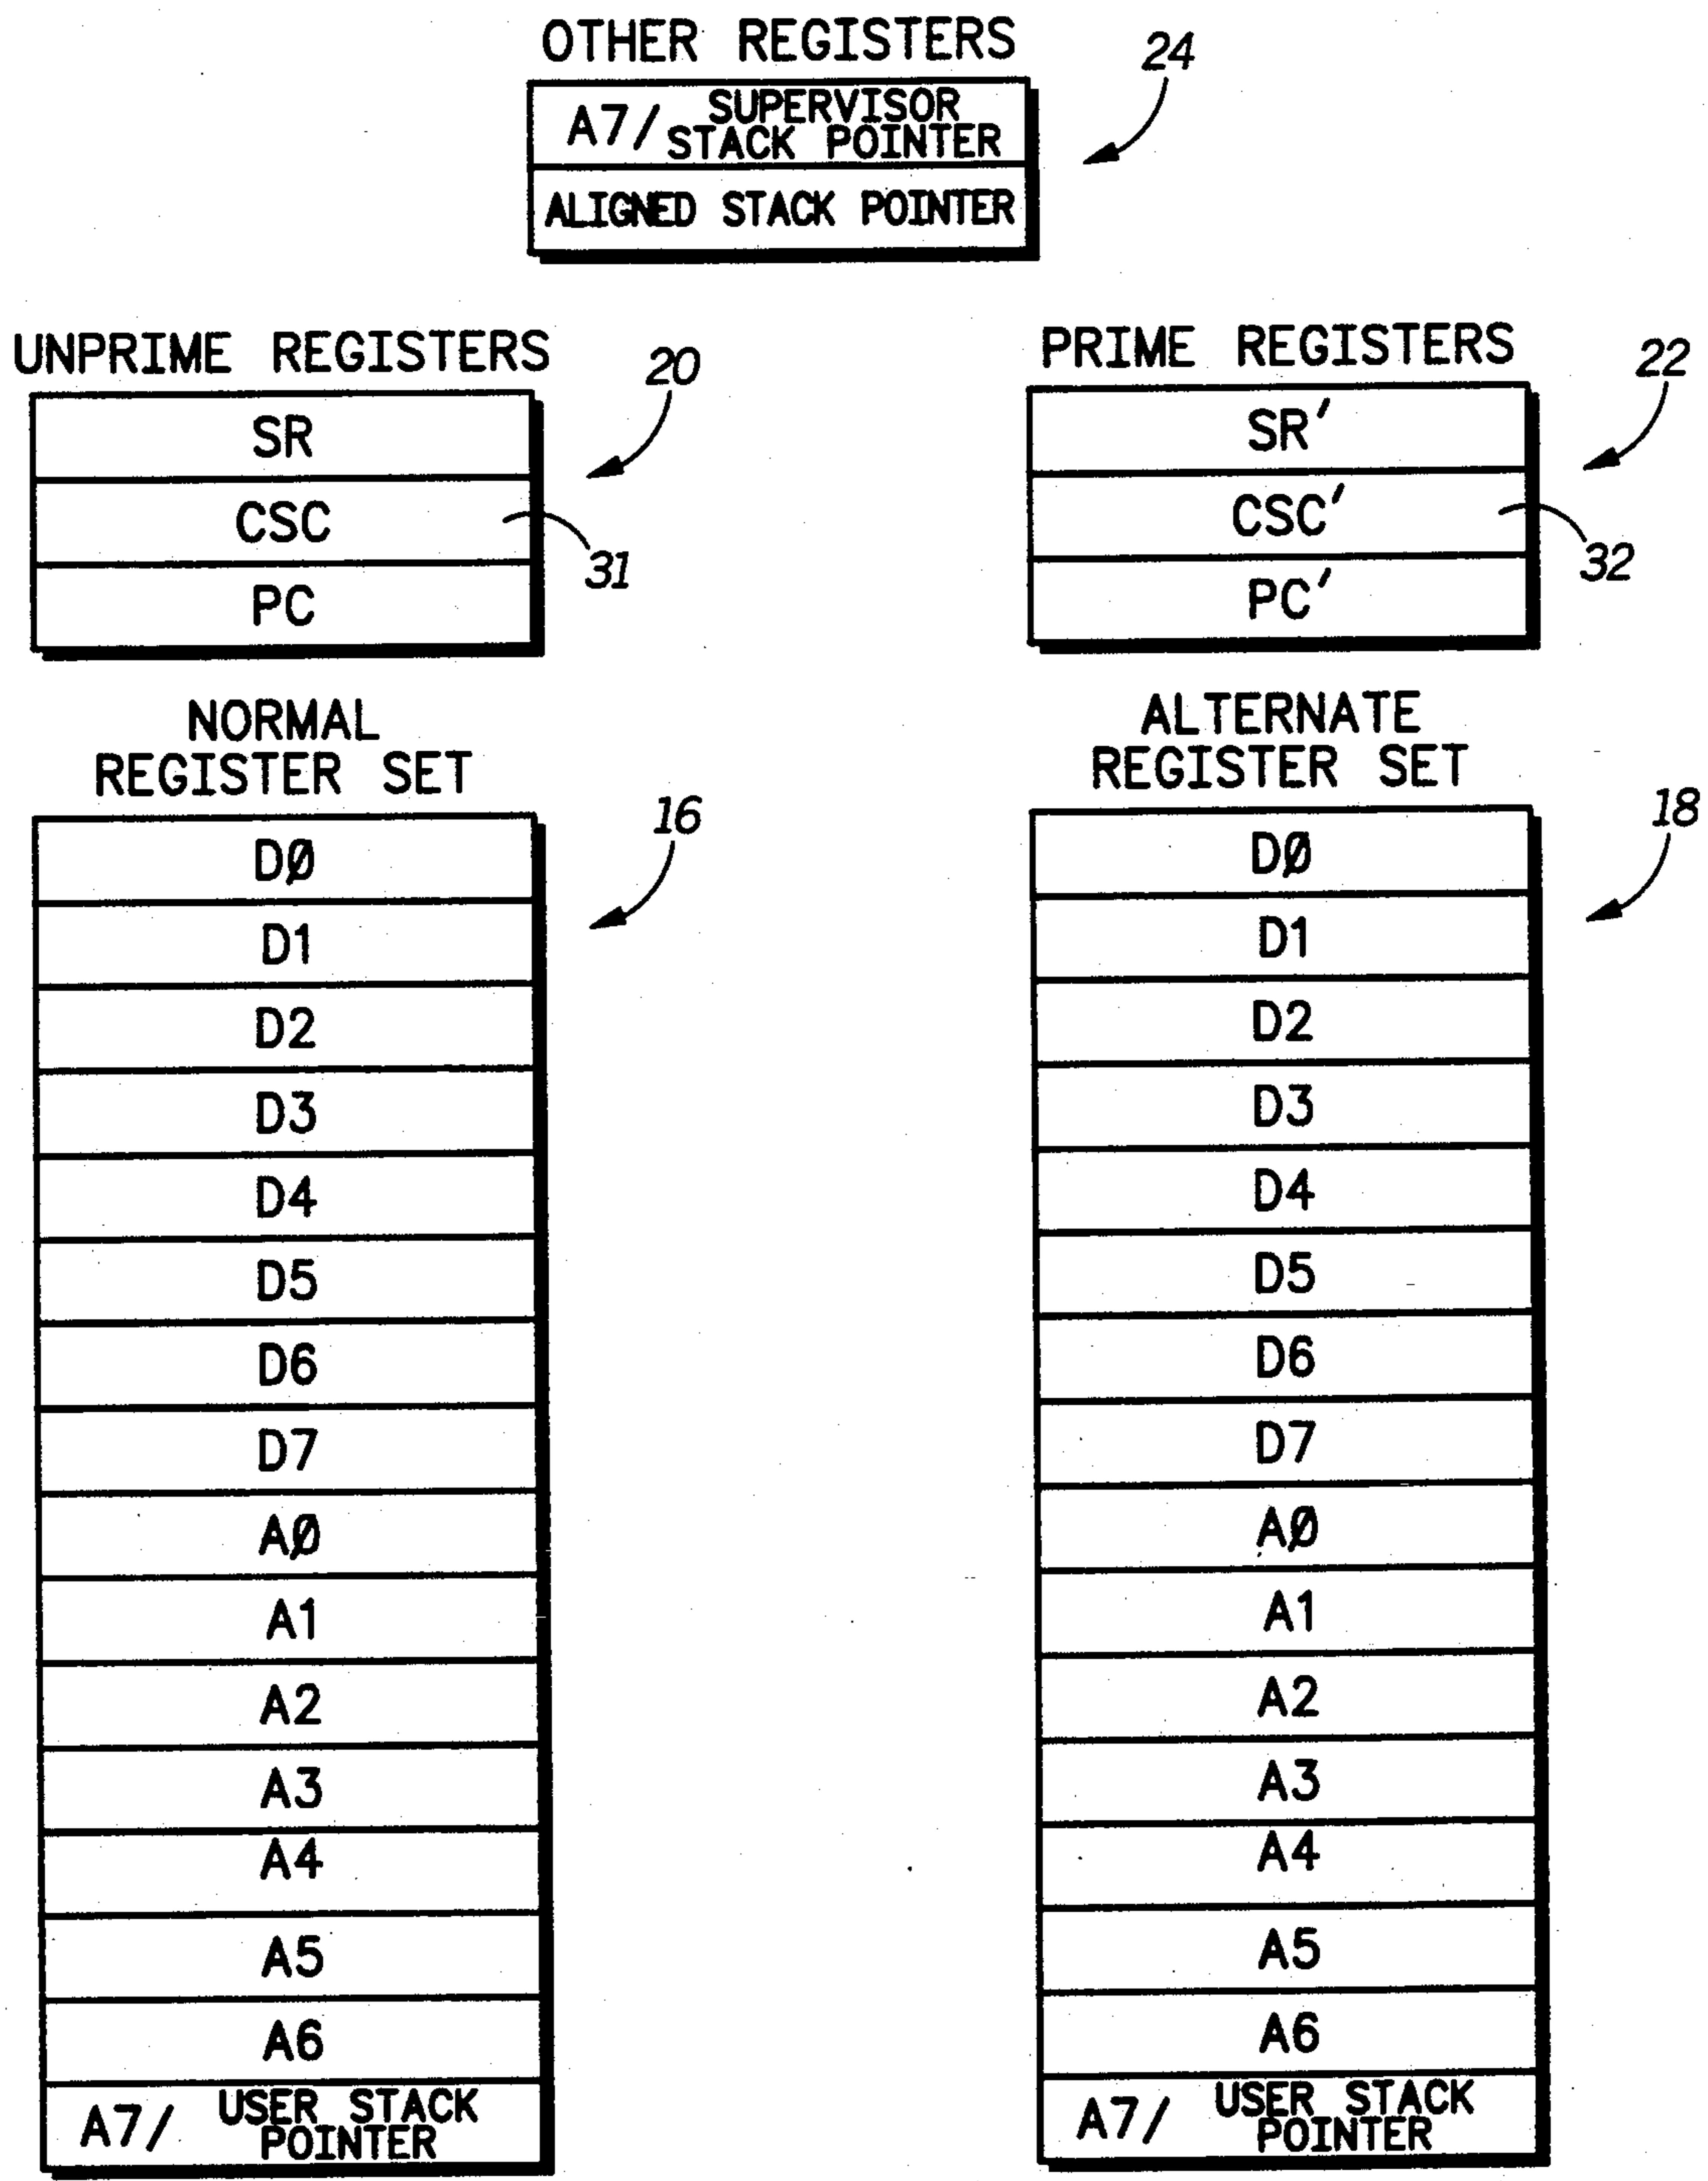 OTHER REGISTERS
24
A7/ SUPERVISOR
STACK POINTER
ALIGNED STACK POINTER
UNPRIME REGISTERS
20
SR
CSC
31
PC
PRIME REGISTERS
22
SR'
CSC'
32
PC'
NORMAL
REGISTER SET
16
DØ
D1
D2
D3
D4
D5
D6
D7
AØ
A1
A2
A3
A4
A5
A6
A7/ USER STACK
POINTER
ALTERNATE
REGISTER SET
18
DØ
D1
D2
D3
D4
D5
D6
D7
AØ
A1
A2
A3
A4
A5
A6
A7/ USER STACK
POINTER